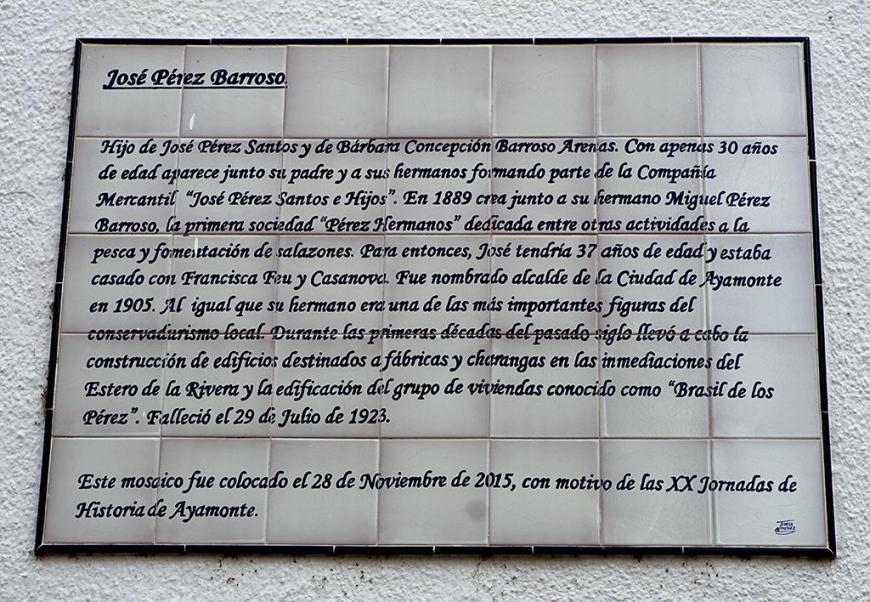 José Pérez Barroso
Hijo de José Pérez Santos y de Bárbara Concepción Barroso Arenas. Con apenas 30 años
de edad aparece junto su padre y a sus hermanos formando parte de la Compañia
Mercantil "José Pérez Santos e Hijos". En 1889 crea junto a su hermano Miguel Pérez
Barroso, la primera sociedad "Pérez Hermanos" dedicada entre otras actividades a la
pesca y fomentación de salazones. Para entonces, José tendría 37 años de edad y estaba
casado con Francisca Feu y Casanova. Fue nombrado alcalde de la Ciudad de Ayamonte
en 1905. Al igual que su hermano era una de las más importantes figuras del
conservadurismo local. Durante las primeras décadas del pasado siglo llevó a cabo la
construcción de edificios destinados a fábricas y charangas en las inmediaciones del
Estero de la Rivera y la edificación del grupo de viviendas conocido como "Brasil de los
Pérez". Falleció el 29 de Julio de 1923.
Este mosaico fue colocado el 28 de Noviembre de 2015, con motivo de las XX Jornadas de
Historia de Ayamonte.